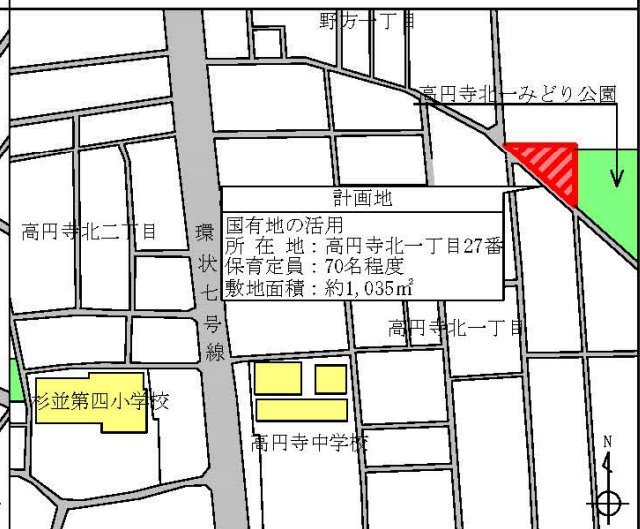 野方一丁目
高円寺北一みどり公園
計画地
国有地の活用
所在地：高円寺北一丁目27番
保育定員：70名程度
敷地面積：約1,035㎡
高円寺北二丁目
環状七号線
高円寺北一丁目
杉並第四小学校
高円寺中学校
N